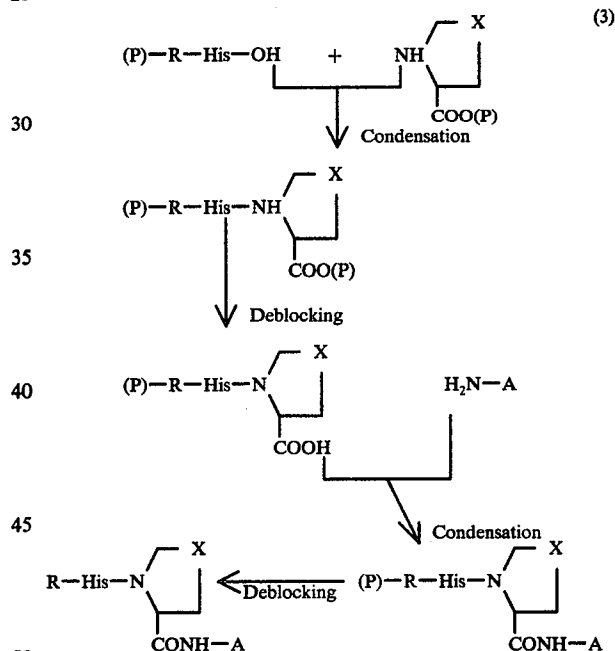 (3)
X
(P)—R—His—OH + NH
COO(P)
30
Condensation
X
(P)—R—His—NH
35
COO(P)
Deblocking
X
40
(P)—R—His—N H₂N—A
COOH
45
Condensation
X X
R—His—N Deblocking (P)—R—His—N
CONH—A CONH—A